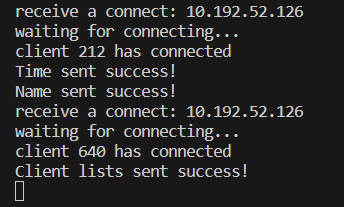 receive a connect: 10.192.52.126
waiting for connecting...
client 212 has connected
Time sent success!
Name sent success!
receive a connect: 10.192.52.126
waiting for connecting...
client 640 has connected
Client lists sent success!